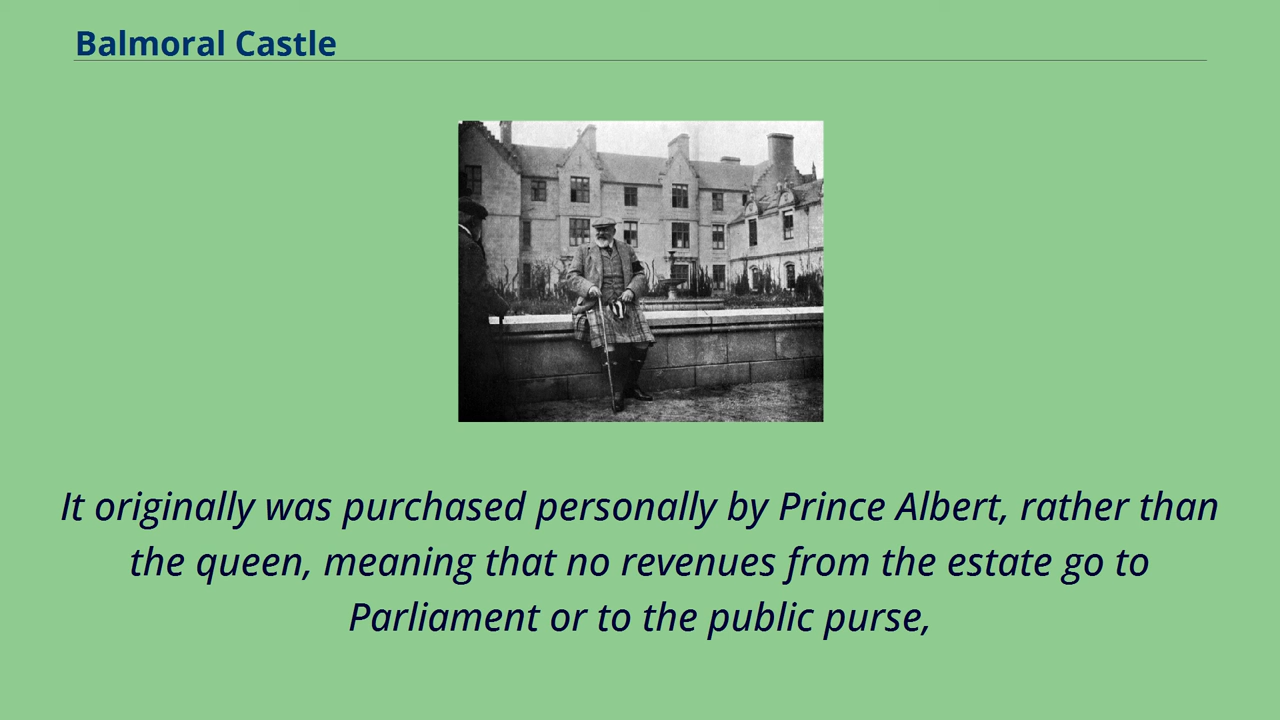 Balmoral Castle
It originally was purchased personally by Prince Albert, rather than
the queen, meaning that no revenues from the estate go to
Parliament or to the public purse,